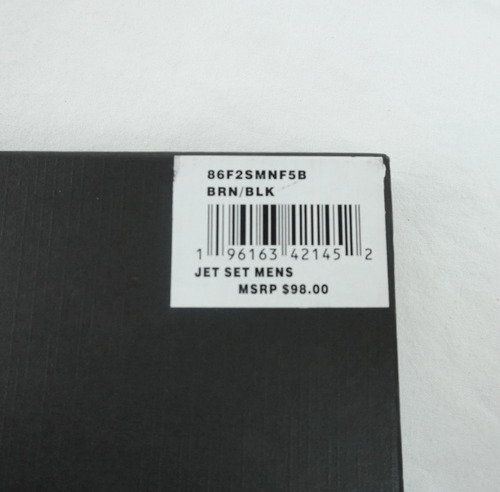 86F2SMNF5B
BRN/BLK
1 96163 42145 2
JET SET MENS
MSRP $98.00